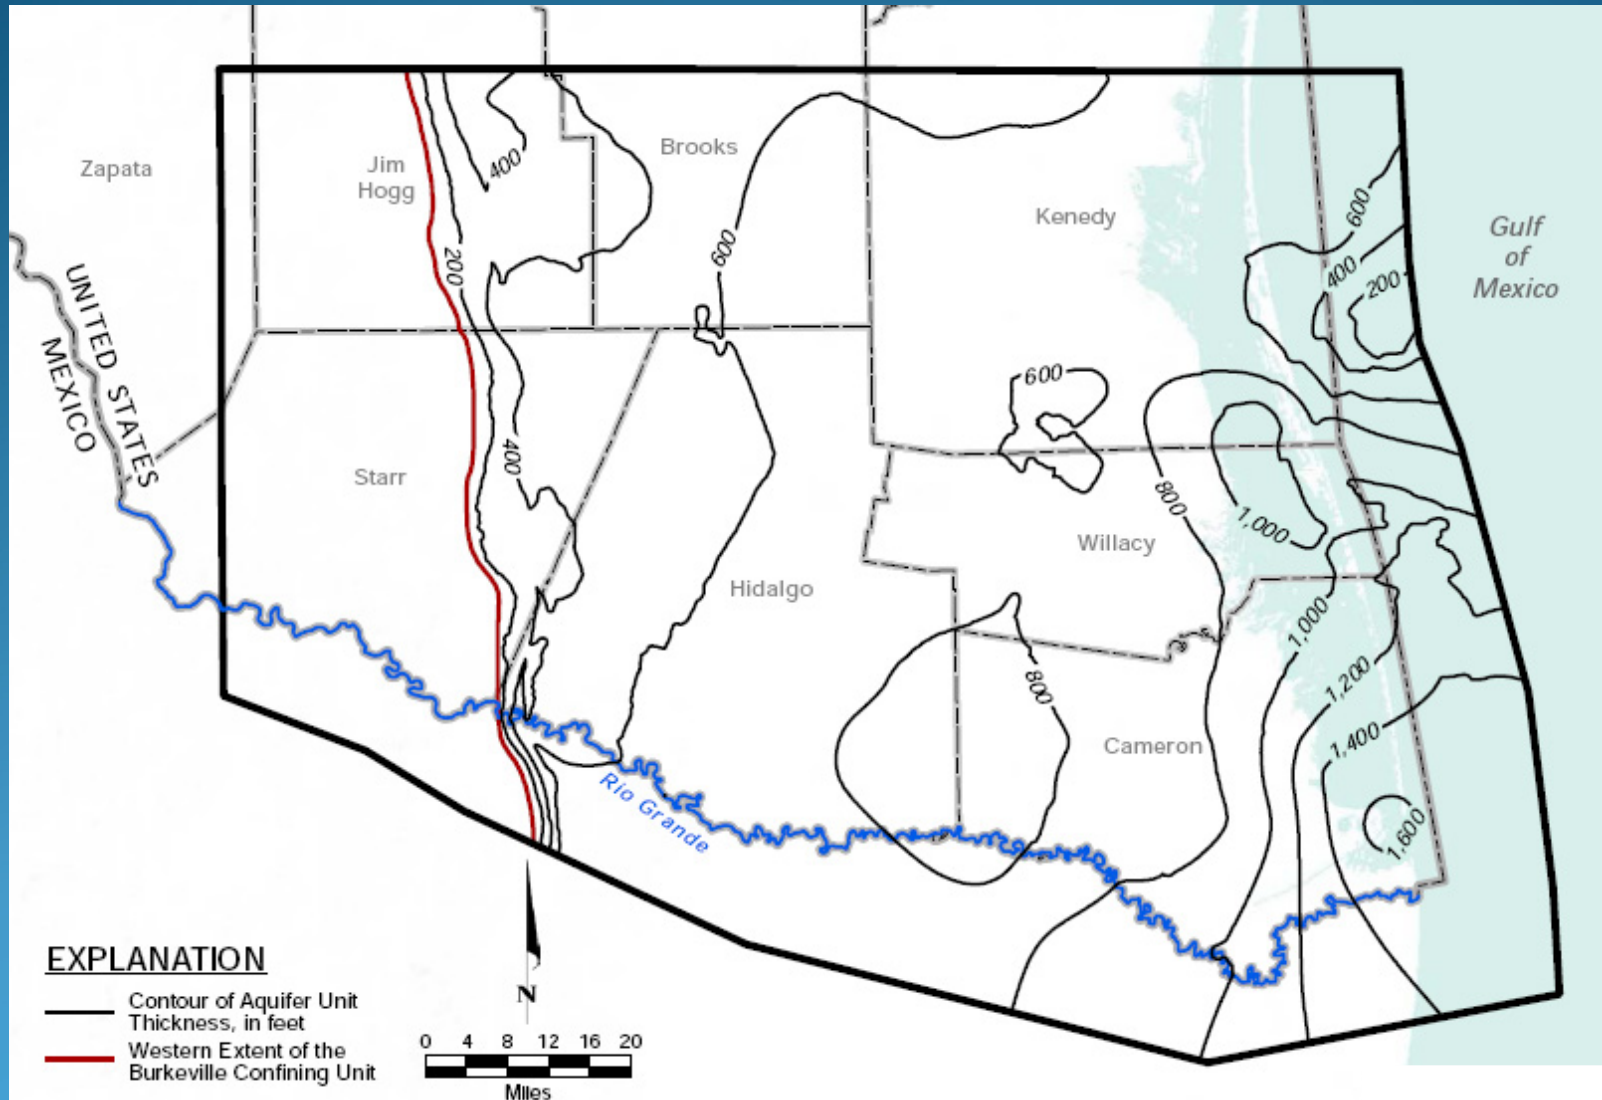 Zapata
Jim
Hogg
Brooks
Kenedy
Gulf
of
Mexico
UNITED STATES
MEXICO
Starr
Hidalgo
Willacy
Cameron
Rio Grande
400
200
600
600
400
200
600
400
800
1,000
800
1,000
1,200
1,400
1,600
EXPLANATION
Contour of Aquifer Unit
Thickness, in feet
Western Extent of the
Burkeville Confining Unit
N
0 4 8 12 16 20
Miles